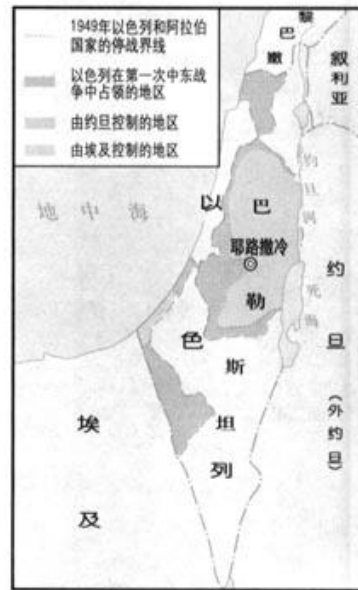 1949年以色列和阿拉伯
国家的停战界线
以色列在第一次中东战
争中占领的地区
由约旦控制的地区
由埃及控制的地区
黎
巴
嫩
叙
利
亚
地中海
约旦河
以
巴
耶路撒冷
勒
死海
约
旦
(外约旦)
色
斯
坦
列
埃
及